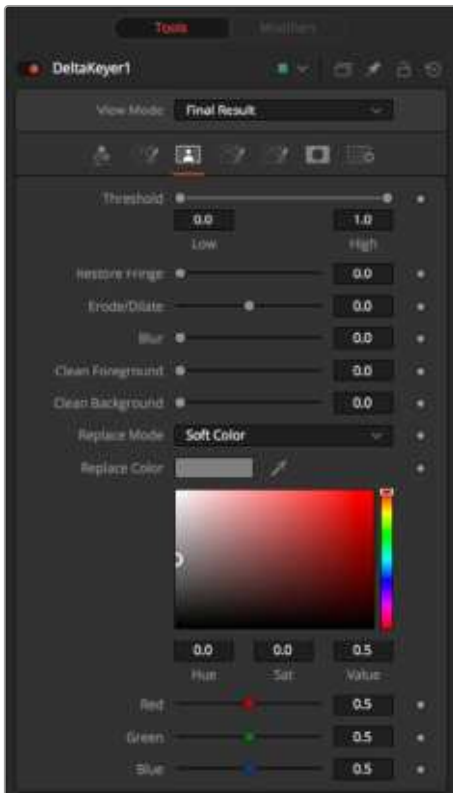 Tools Modifiers
DeltaKeyer1
View Mode Final Result
Threshold
0.0 1.0
Low High
Restore Fringe 0.0
Erode/Dilate 0.0
Blur 0.0
Clean Foreground 0.0
Clean Background 0.0
Replace Mode Soft Color
Replace Color
0.0 0.0 0.5
Hue Sat Value
Red 0.5
Green 0.5
Blue 0.5